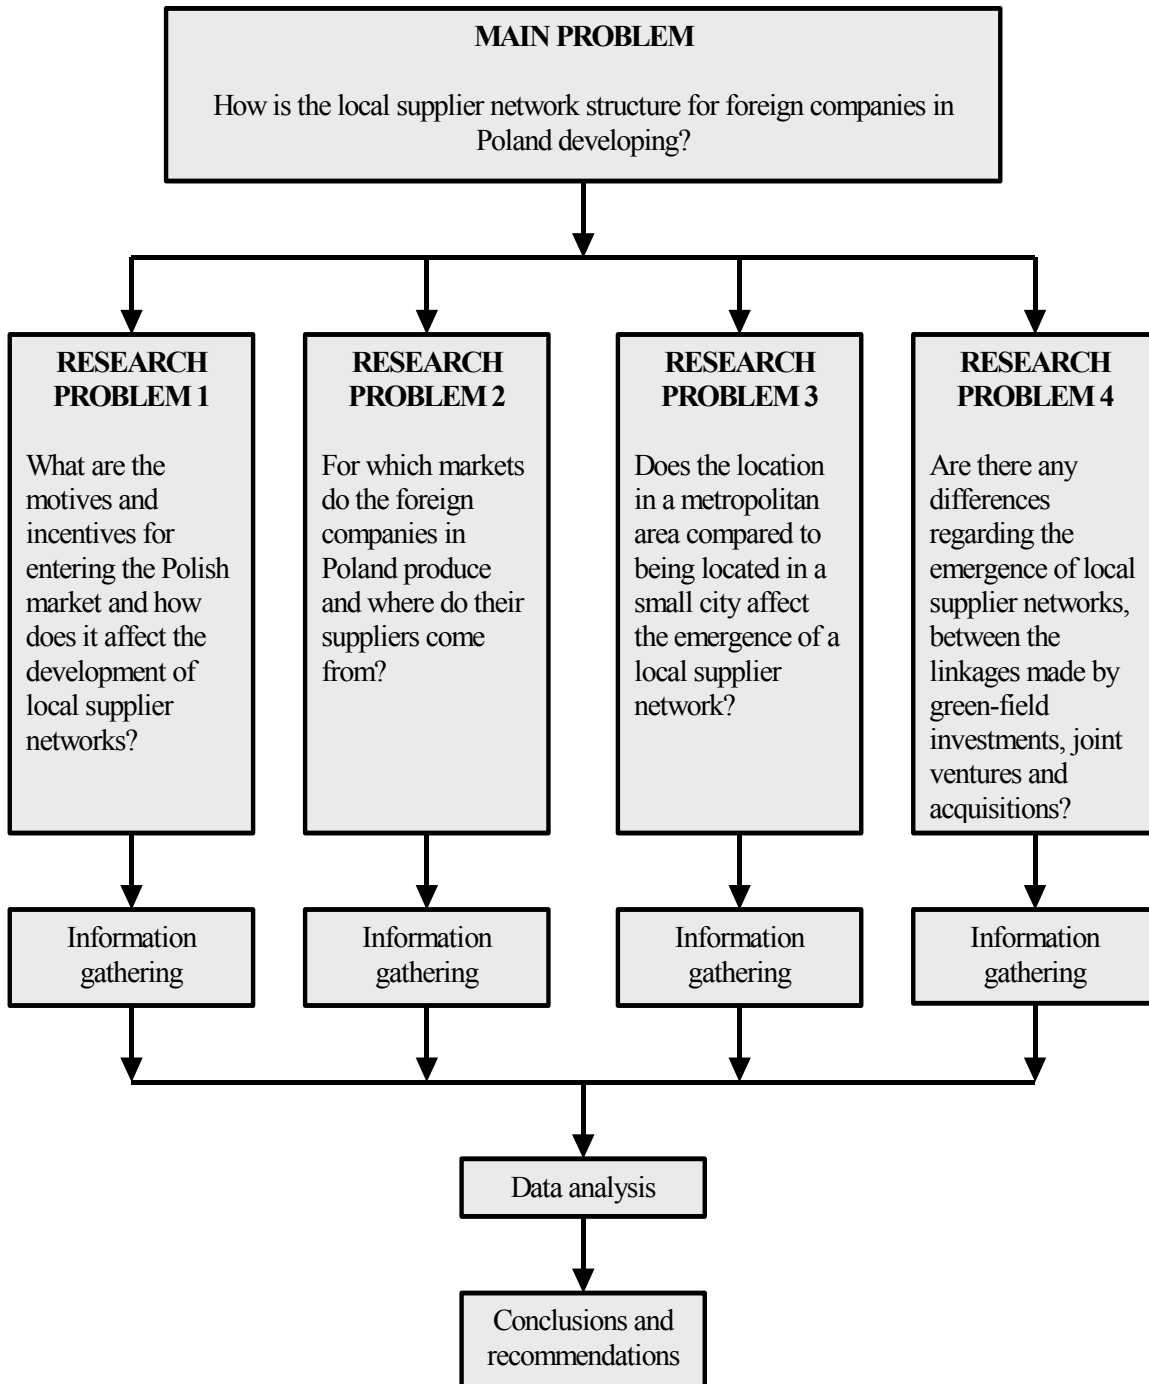 MAIN PROBLEM
How is the local supplier network structure for foreign companies in
Poland developing?
RESEARCH
PROBLEM 1
What are the
motives and
incentives for
entering the Polish
market and how
does it affect the
development of
local supplier
networks?
RESEARCH
PROBLEM 2
For which markets
do the foreign
companies in
Poland produce
and where do their
suppliers come
from?
RESEARCH
PROBLEM 3
Does the location
in a metropolitan
area compared to
being located in a
small city affect
the emergence of a
local supplier
network?
RESEARCH
PROBLEM 4
Are there any
differences
regarding the
emergence of local
supplier networks,
between the
linkages made by
green-field
investments, joint
ventures and
acquisitions?
Information
gathering
Information
gathering
Information
gathering
Information
gathering
Data analysis
Conclusions and
recommendations